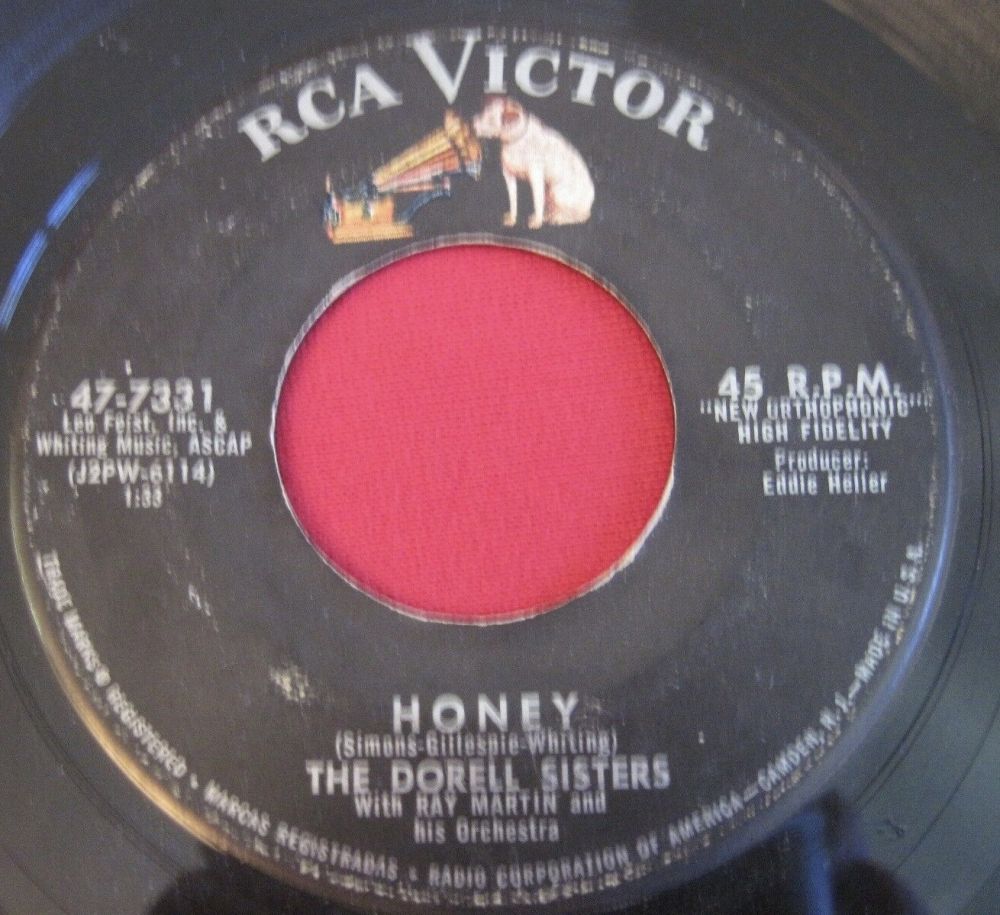 RCA VICTOR
47-7331
Leo Feist, Inc. &
Whiting Music, ASCAP
(J2PW-6114)
1:33
45 R.P.M.
"NEW ORTHOPHONIC"
HIGH FIDELITY
Producer:
Eddie Heller
HONEY
(Simons-Gillespie-Whiting)
THE DORELL SISTERS
With RAY MARTIN and
his Orchestra
TRADE MARKS ® REGISTERED • MARCAS REGISTRADAS • RADIO CORPORATION OF AMERICA—CAMDEN, N. J.—MADE IN U.S.A.